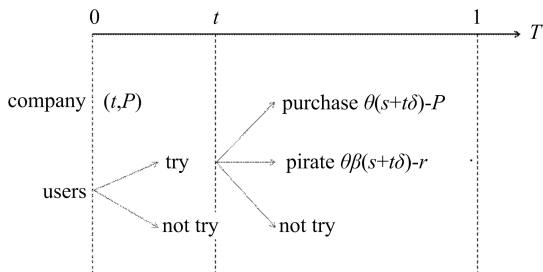 0 t 1
T
company (t,P) purchase θ(s+tδ)-P
try pirate θβ(s+tδ)-r
users
not try not try